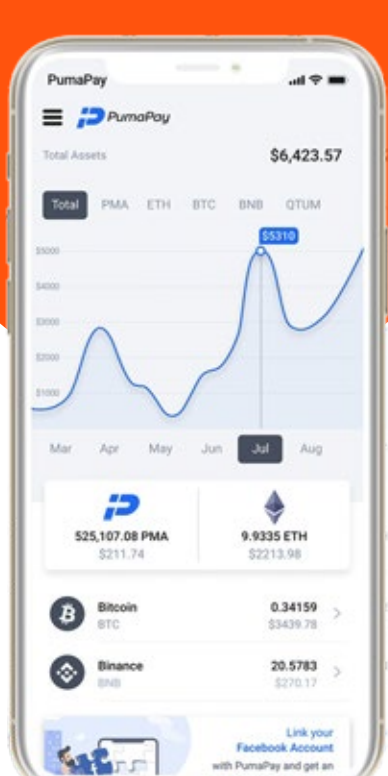 PumaPay
PumaPay
Total Assets
$6,423.57
Total PMA ETH BTC BNB QTUM
$5310
$5000
$4000
$3000
$2000
$1000
Mar Apr May Jun Jul Aug
525,107.08 PMA
$211.74
9.9335 ETH
$2213.98
Bitcoin
BTC
0.34159
$3439.78
Binance
BNB
20.5783
$270.17
Link your
Facebook Account
with PumaPay and get an